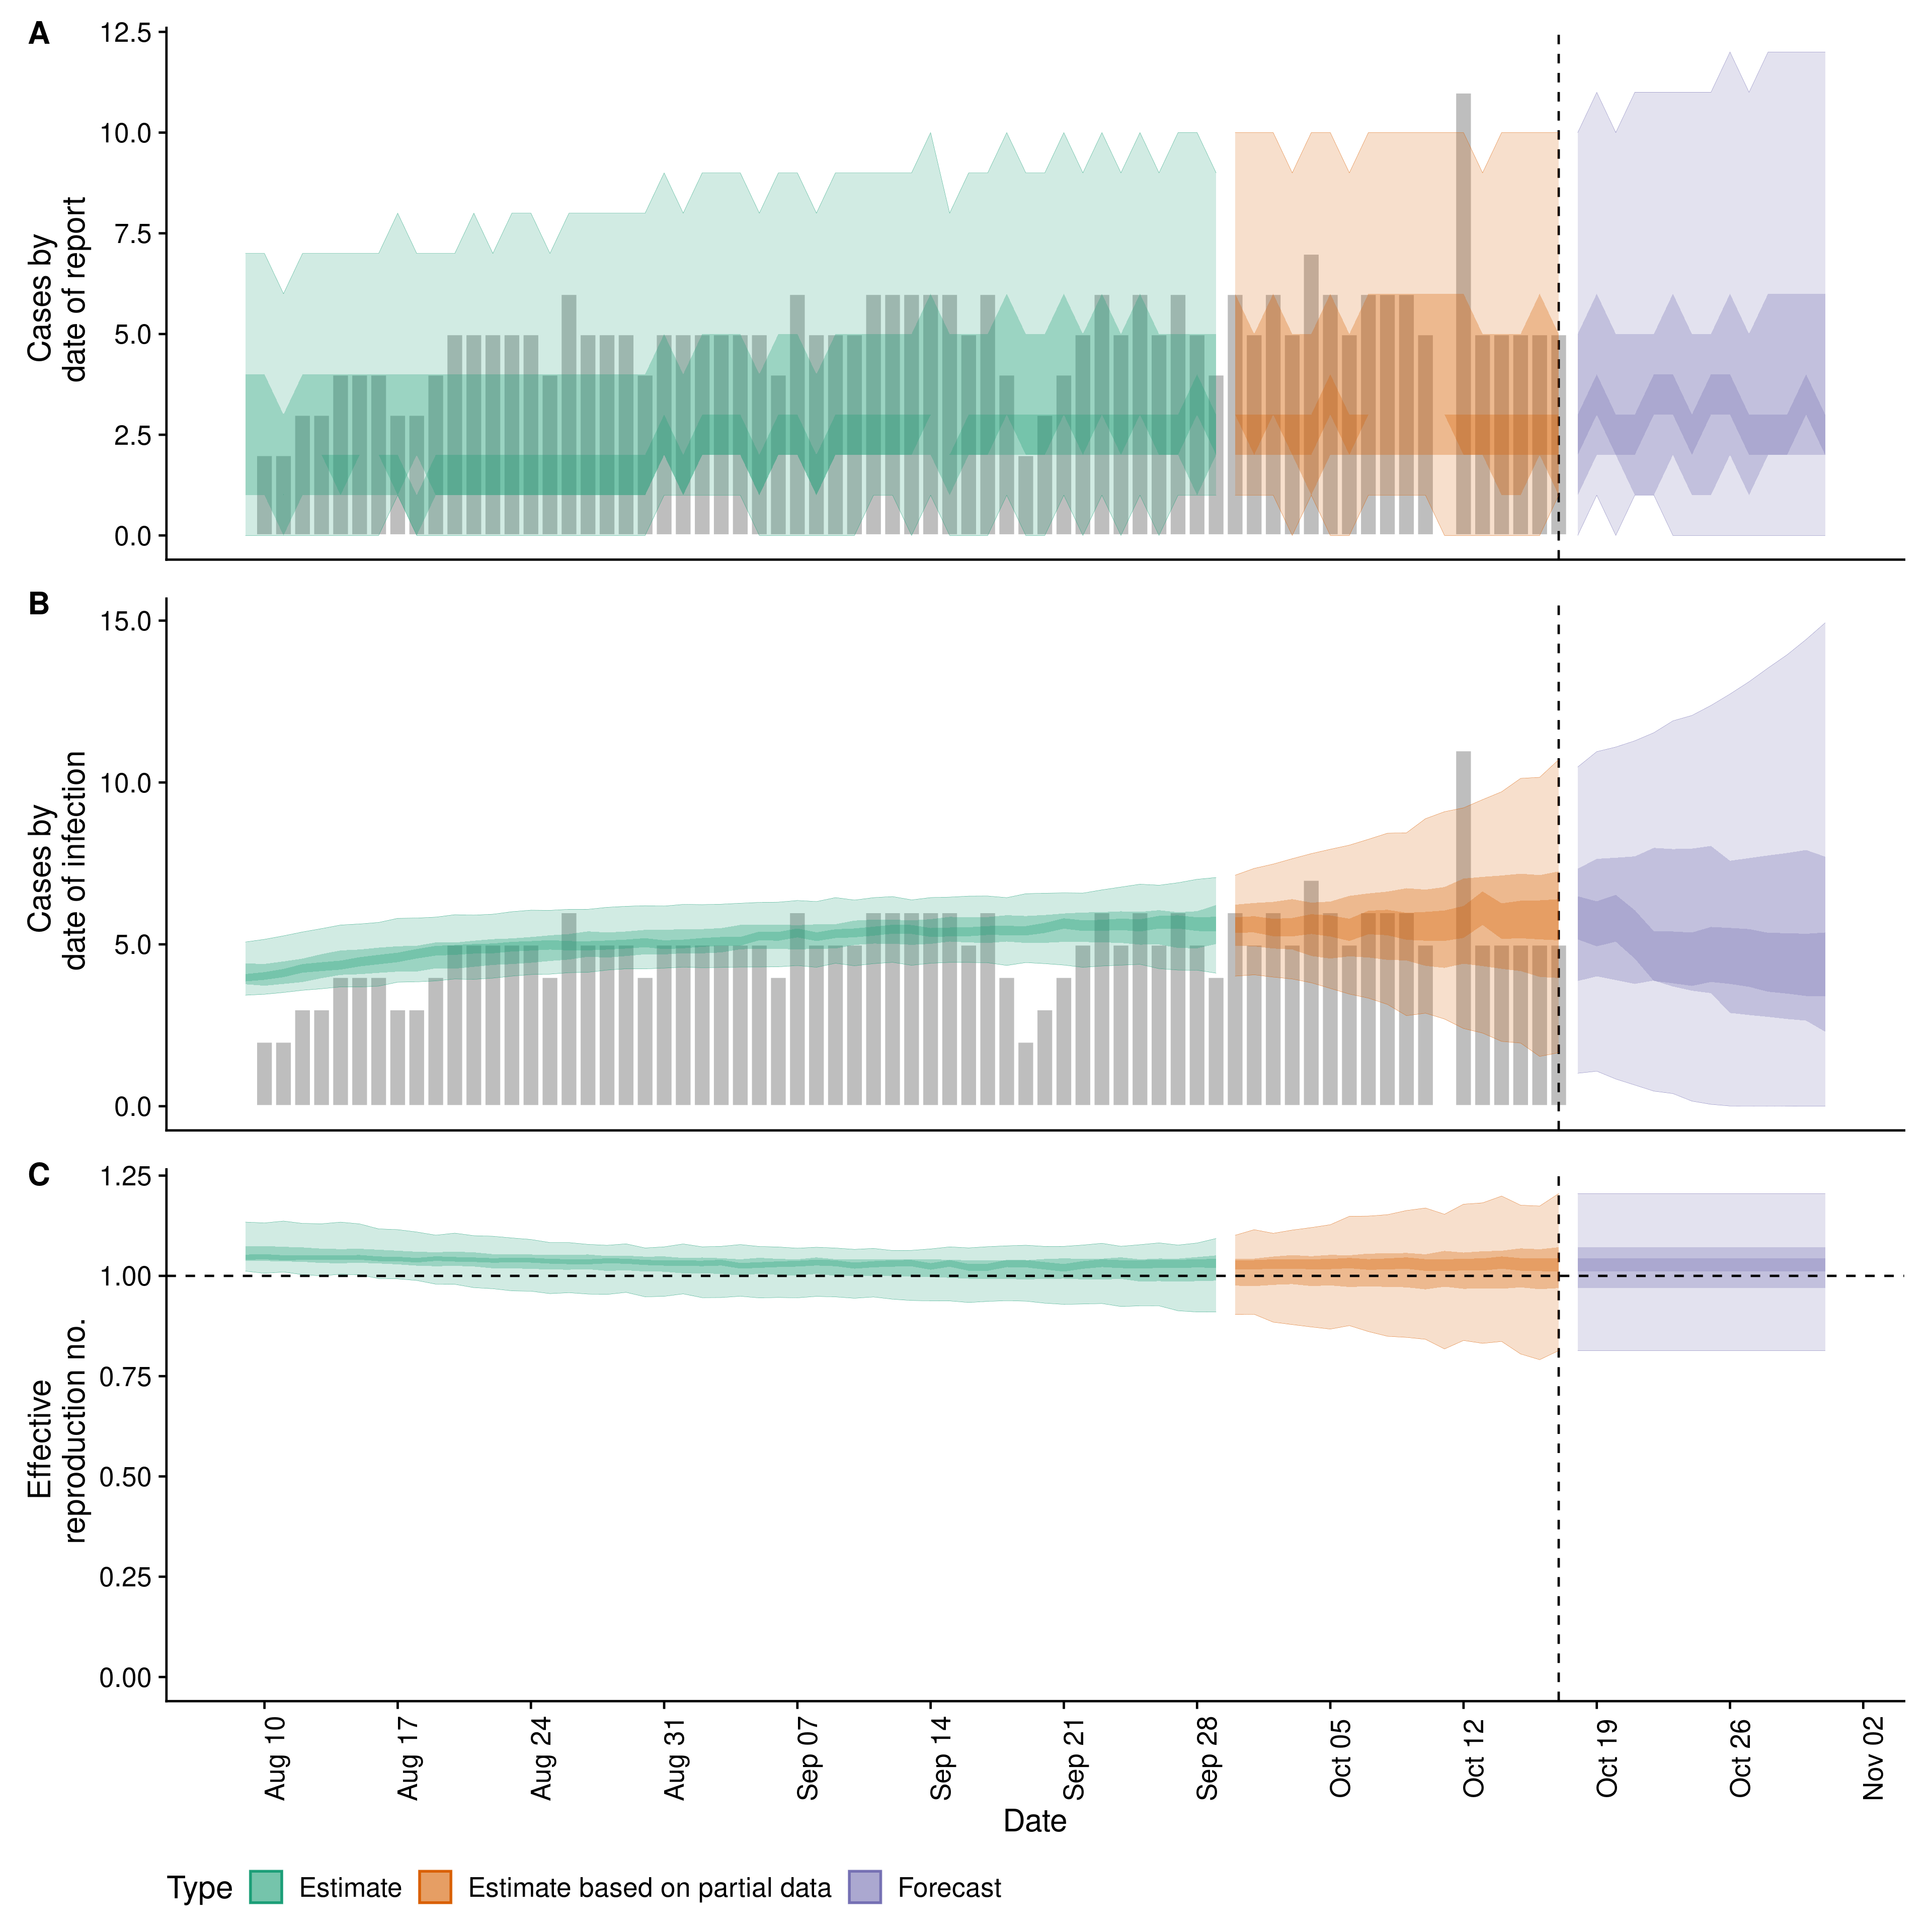 A
12.5
10.0
7.5
5.0
2.5
0.0
Cases by
date of report
B
15.0
10.0
5.0
0.0
Cases by
date of infection
C
1.25
1.00
0.75
0.50
0.25
0.00
Effective
reproduction no.
Aug 10
Aug 17
Aug 24
Aug 31
Sep 07
Sep 14
Sep 21
Sep 28
Oct 05
Oct 12
Oct 19
Oct 26
Nov 02
Date
Type Estimate Estimate based on partial data Forecast